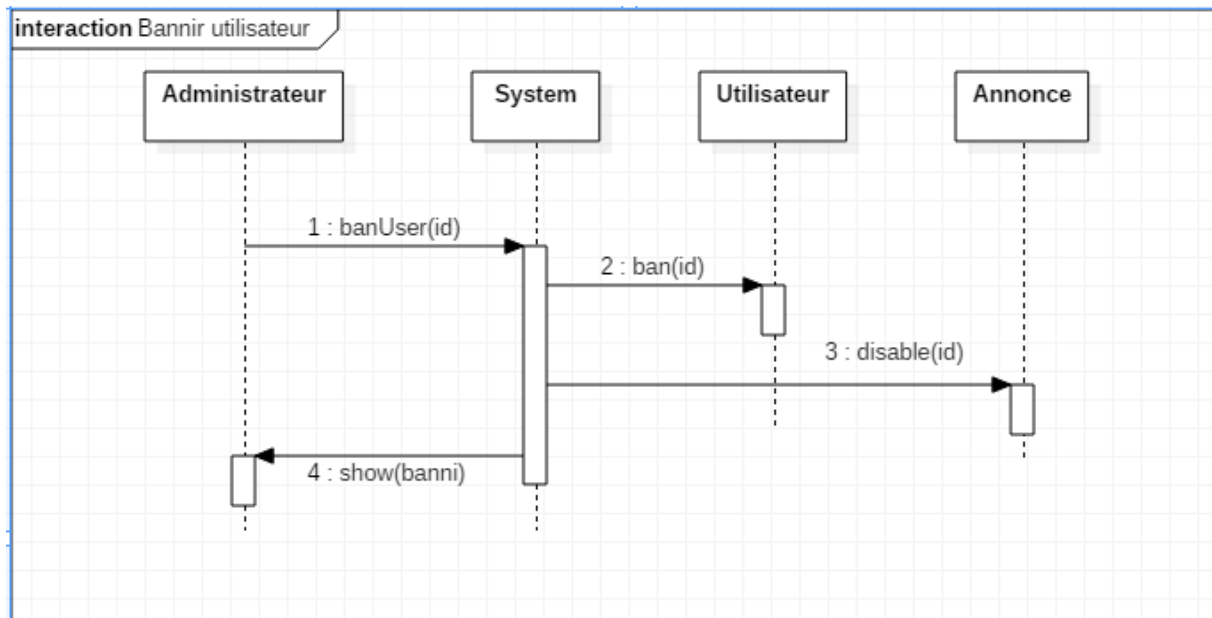 interaction Bannir utilisateur
Administrateur
System
Utilisateur
Annonce
1 : banUser(id)
2 : ban(id)
3 : disable(id)
4 : show(banni)